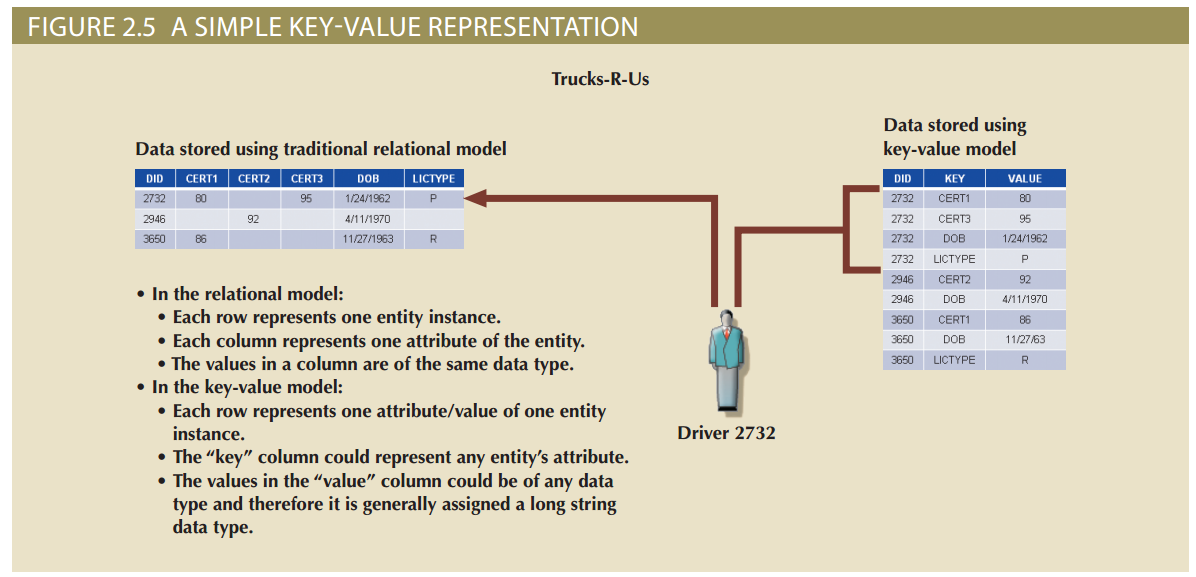 FIGURE 2.5 A SIMPLE KEY-VALUE REPRESENTATION
Trucks-R-Us
Data stored using traditional relational model
DID CERT1 CERT2 CERT3 DOB LICTYPE
2732 80 95 1/24/1962 P
2946 92 4/11/1970
3650 86 11/27/1963 R
• In the relational model:
• Each row represents one entity instance.
• Each column represents one attribute of the entity.
• The values in a column are of the same data type.
• In the key-value model:
• Each row represents one attribute/value of one entity
instance.
• The “key” column could represent any entity’s attribute.
• The values in the “value” column could be of any data
type and therefore it is generally assigned a long string
data type.
Driver 2732
Data stored using
key-value model
DID KEY VALUE
2732 CERT1 80
2732 CERT3 95
2732 DOB 1/24/1962
2732 LICTYPE P
2946 CERT2 92
2946 DOB 4/11/1970
3650 CERT1 86
3650 DOB 11/27/63
3650 LICTYPE R